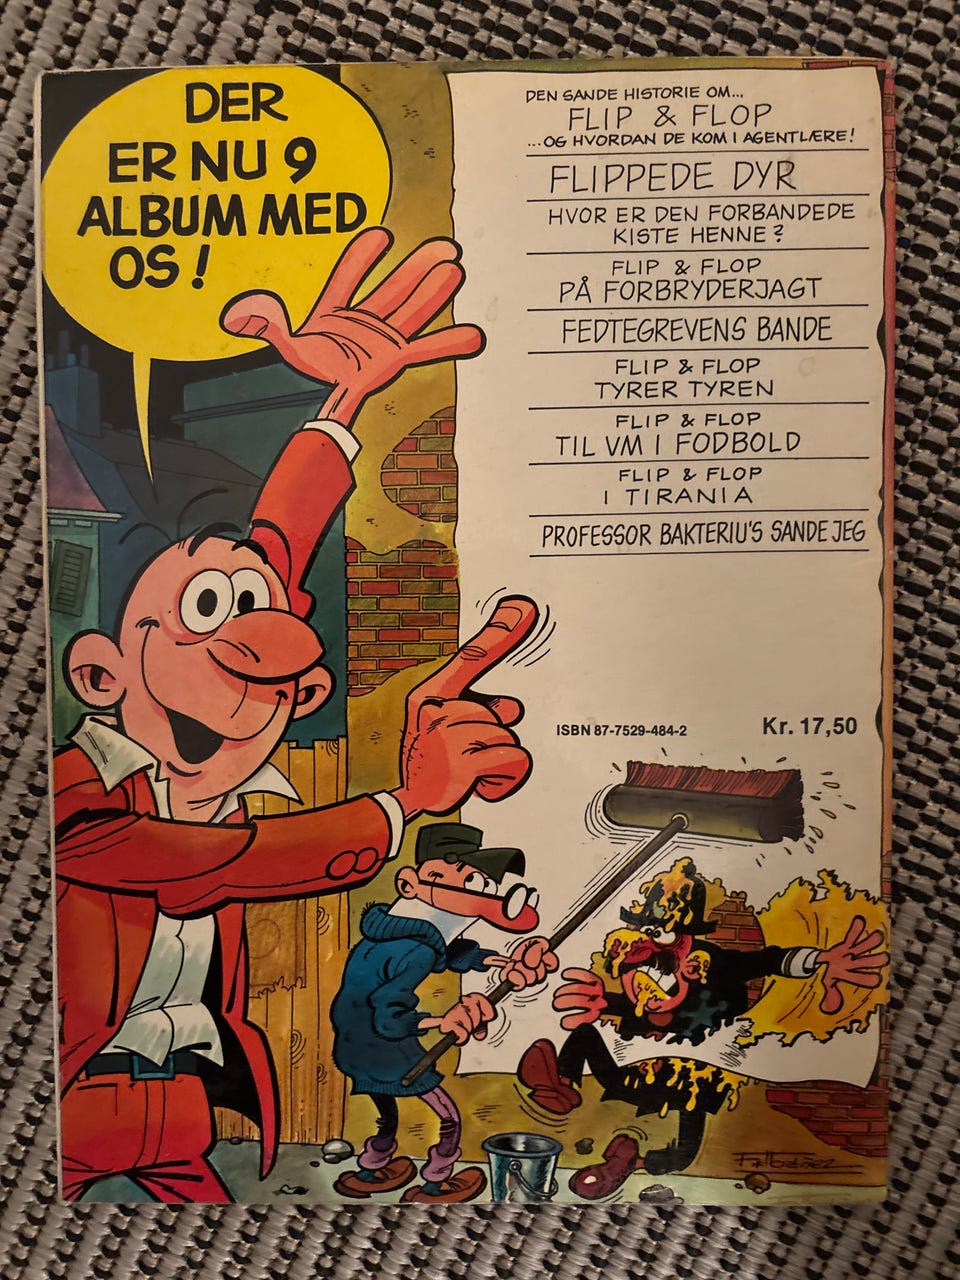 DER
ER NU 9
ALBUM MED
OS!
DEN SANDE HISTORIE OM...
FLIP & FLOP
...OG HVORDAN DE KOM I AGENTLÆRE!
FLIPPEDE DYR
HVOR ER DEN FORBANDEDE
KISTE HENNE?
FLIP & FLOP
PÅ FORBRYDERJAGT
FEDTEGREVENS BANDE
FLIP & FLOP
TYRER TYREN
FLIP & FLOP
TIL VM I FODBOLD
FLIP & FLOP
I TIRANIA
PROFESSOR BAKTERIU'S SANDE JEG
ISBN 87-7529-484-2
Kr. 17,50